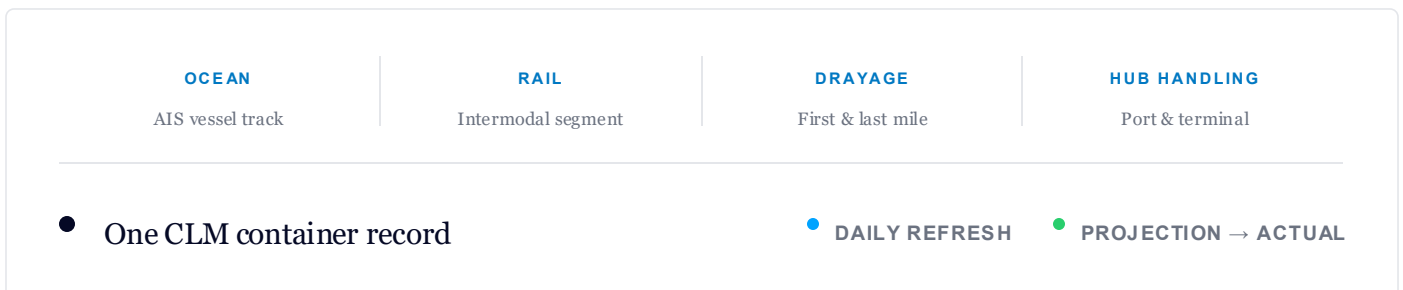 OCEAN RAIL DRAYAGE HUB HANDLING
AIS vessel track Intermodal segment First & last mile Port & terminal
One CLM container record DAILY REFRESH PROJECTION → ACTUAL